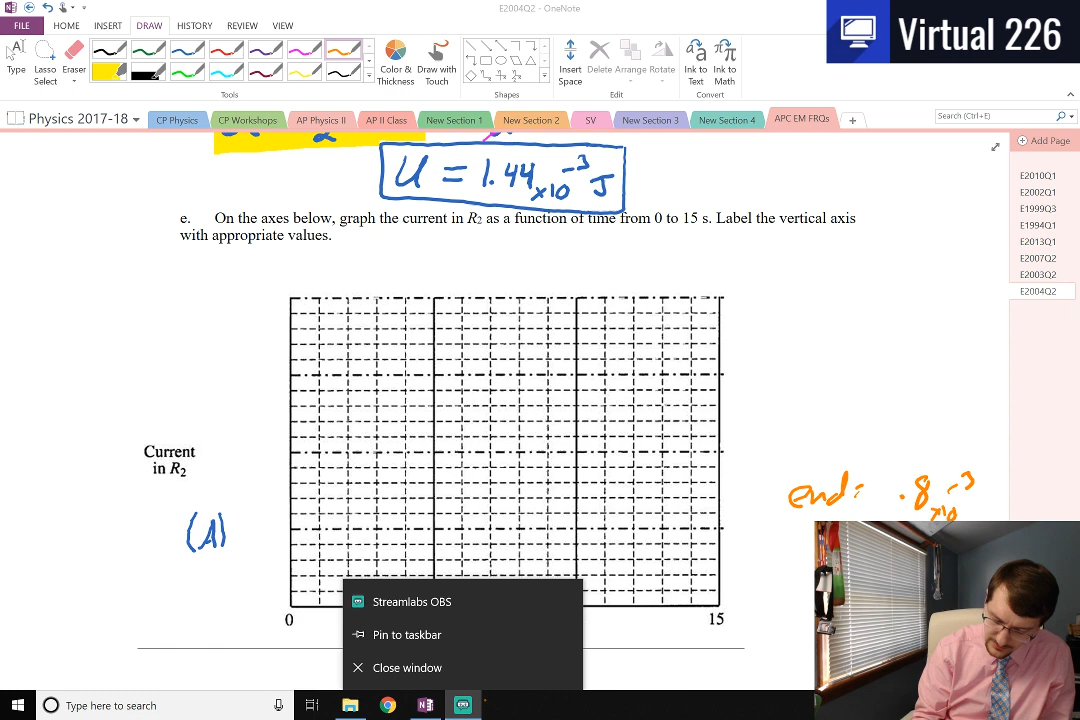 E2004Q2 - OneNote
FILE HOME INSERT DRAW HISTORY REVIEW VIEW
Virtual 226
Type Lasso Select Eraser Color & Thickness Draw with Touch Insert Space Delete Arrange Rotate Ink to Text Ink to Math
Tools Shapes Edit Convert
Physics 2017-18 CP Physics CP Workshops AP Physics II AP II Class New Section 1 New Section 2 SV New Section 3 New Section 4 APC EM FRQs Search (Ctrl+E)
Add Page
E2010Q1
E2002Q1
E1999Q3
E1994Q1
E2013Q1
E2007Q2
E2003Q2
E2004Q2
U = 1.44 x10⁻³ J
e. On the axes below, graph the current in R₂ as a function of time from 0 to 15 s. Label the vertical axis
with appropriate values.
Current
in R₂
(A)
end: .8 x10⁻³
0 15
Streamlabs OBS
Pin to taskbar
Close window
Type here to search